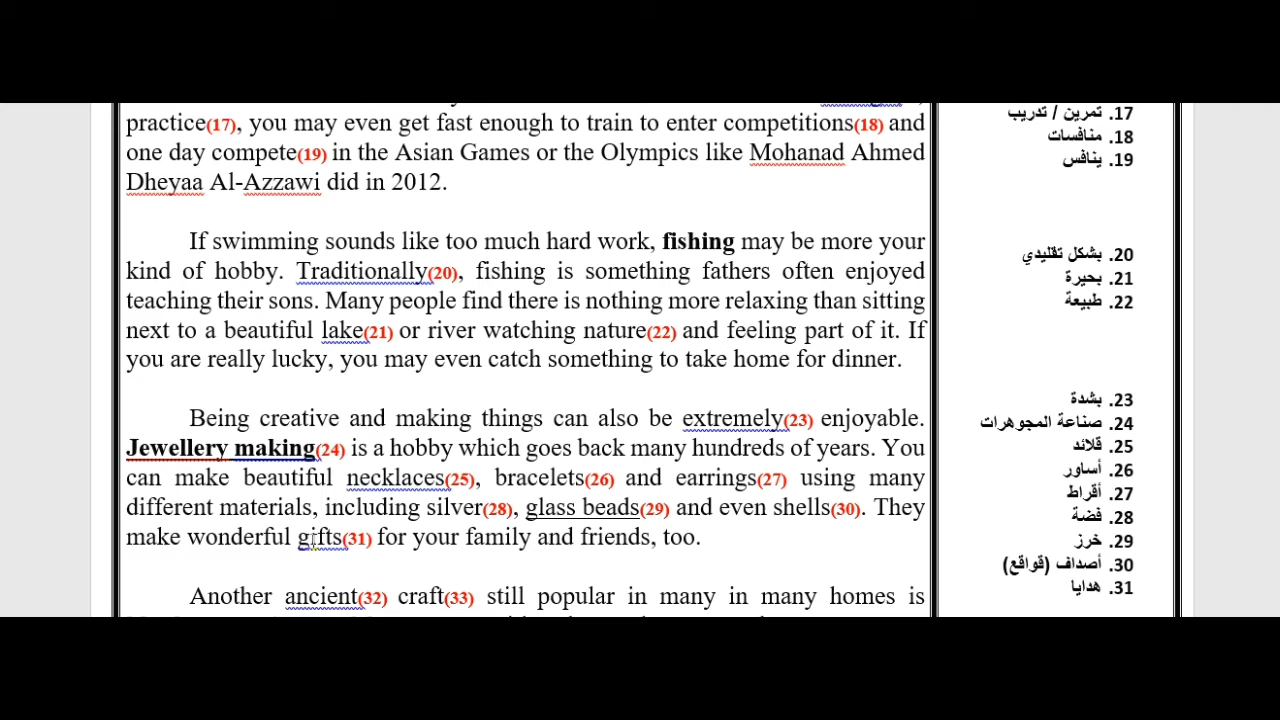 practice(17), you may even get fast enough to train to enter competitions(18) and
one day compete(19) in the Asian Games or the Olympics like Mohanad Ahmed
Dheyaa Al-Azzawi did in 2012.
If swimming sounds like too much hard work, fishing may be more your
kind of hobby. Traditionally(20), fishing is something fathers often enjoyed
teaching their sons. Many people find there is nothing more relaxing than sitting
next to a beautiful lake(21) or river watching nature(22) and feeling part of it. If
you are really lucky, you may even catch something to take home for dinner.
Being creative and making things can also be extremely(23) enjoyable.
Jewellery making(24) is a hobby which goes back many hundreds of years. You
can make beautiful necklaces(25), bracelets(26) and earrings(27) using many
different materials, including silver(28), glass beads(29) and even shells(30). They
make wonderful gifts(31) for your family and friends, too.
Another ancient(32) craft(33) still popular in many in many homes is
17. تمرين / تدريب
18. منافسات
19. ينافس
20. بشكل تقليدي
21. بحيرة
22. طبيعة
23. بشدة
24. صناعة المجوهرات
25. قلائد
26. أساور
27. أقراط
28. فضة
29. خرز
30. أصداف (قواقع)
31. هدايا